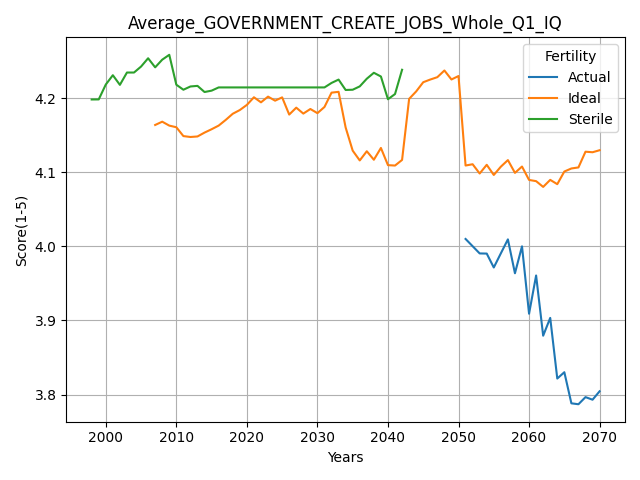 Average_GOVERNMENT_CREATE_JOBS_Whole_Q1_IQ
Fertility
Actual
Ideal
Sterile
Score(1-5)
4.2
4.1
4.0
3.9
3.8
2000 2010 2020 2030 2040 2050 2060 2070
Years